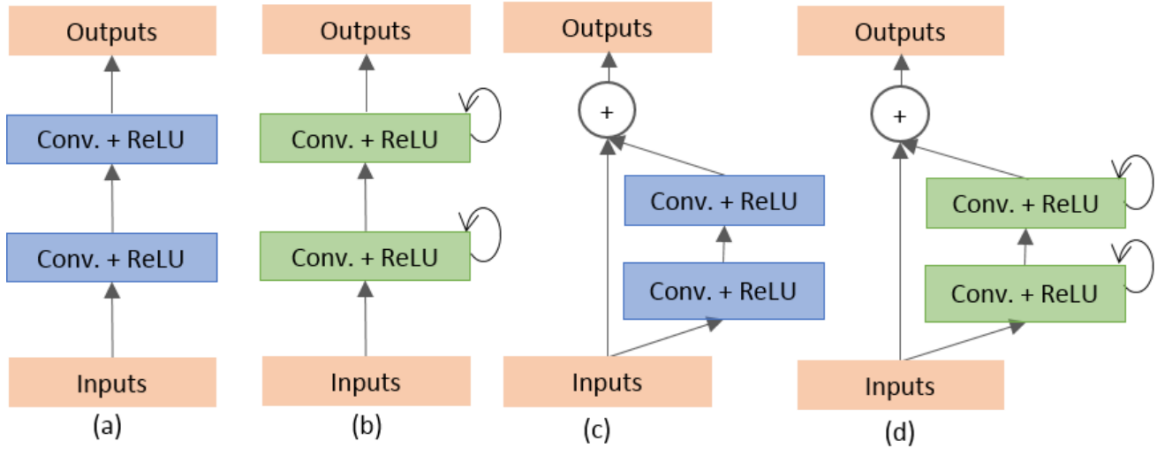 Outputs
Conv. + ReLU
Conv. + ReLU
Inputs
(a)
Outputs
Conv. + ReLU
Conv. + ReLU
Inputs
(b)
Outputs
+
Conv. + ReLU
Conv. + ReLU
Inputs
(c)
Outputs
+
Conv. + ReLU
Conv. + ReLU
Inputs
(d)